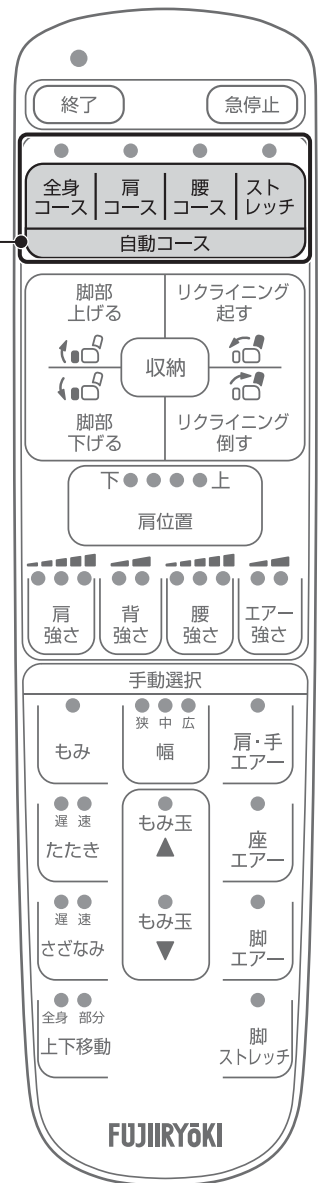 終了 急停止
全身 肩 腰 スト
コース コース コース レッチ
自動コース
脚部 リクライニング
上げる 起す
収納
脚部 リクライニング
下げる 倒す
下 上
肩位置
肩 背 腰 エアー
強さ 強さ 強さ 強さ
手動選択
狭 中 広
もみ 幅 肩・手
エアー
遅 速
たたき もみ玉 座
▲ エアー
遅 速
さざなみ もみ玉 脚
▼ エアー
全身 部分
上下移動 脚
ストレッチ
FUJIIRYōKI